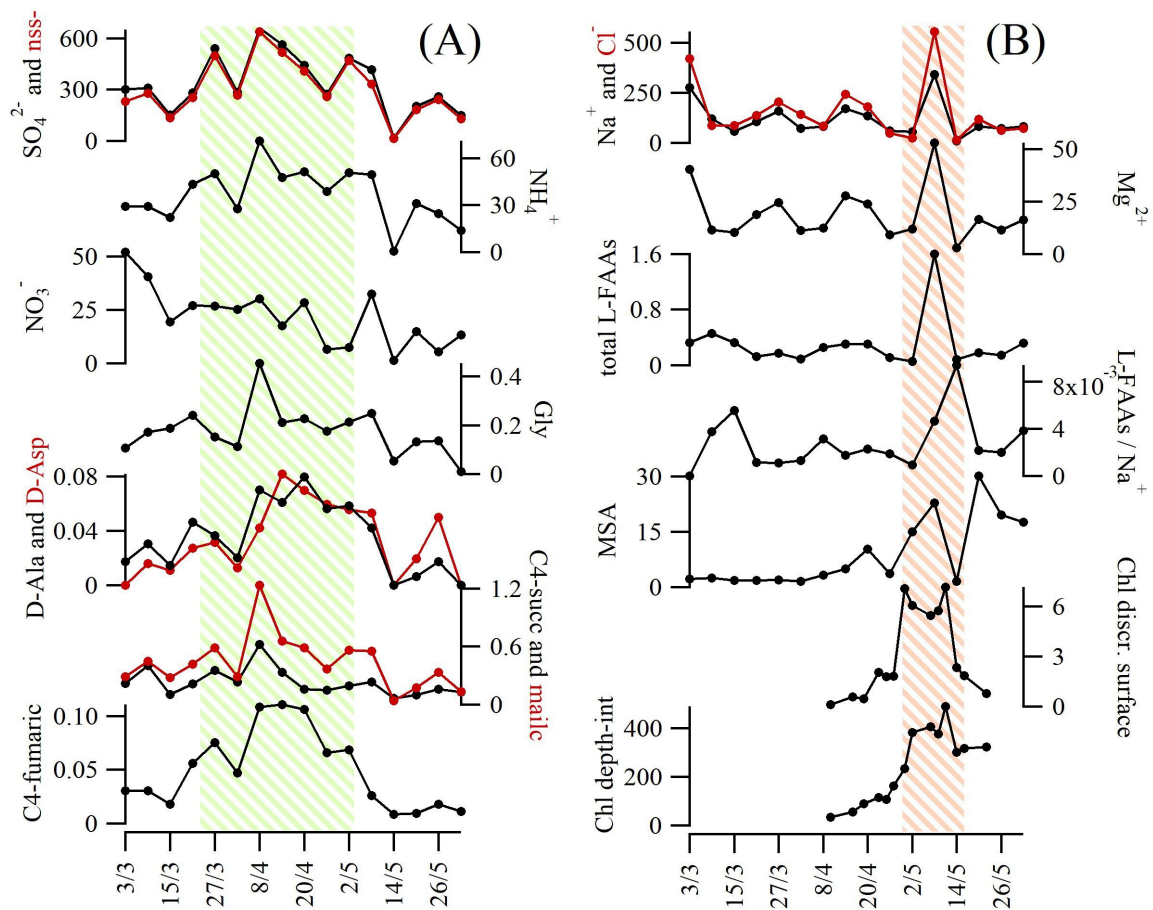 (A)
SO₄²⁻ and nss-
600
300
0
NH₄⁺
60
30
0
NO₃⁻
50
25
0
Gly
0.4
0.2
0
D-Ala and D-Asp
0.08
0.04
0
C4-succ and mailc
1.2
0.6
0
C4-fumaric
0.10
0.05
0
3/3 15/3 27/3 8/4 20/4 2/5 14/5 26/5
(B)
Na⁺ and Cl⁻
500
250
0
Mg²⁺
50
25
0
total L-FAAs
1.6
0.8
0
L-FAAs / Na⁺
8x10⁻³
4
0
MSA
30
15
0
Chl discr. surface
6
3
0
Chl depth-int
400
200
0
3/3 15/3 27/3 8/4 20/4 2/5 14/5 26/5